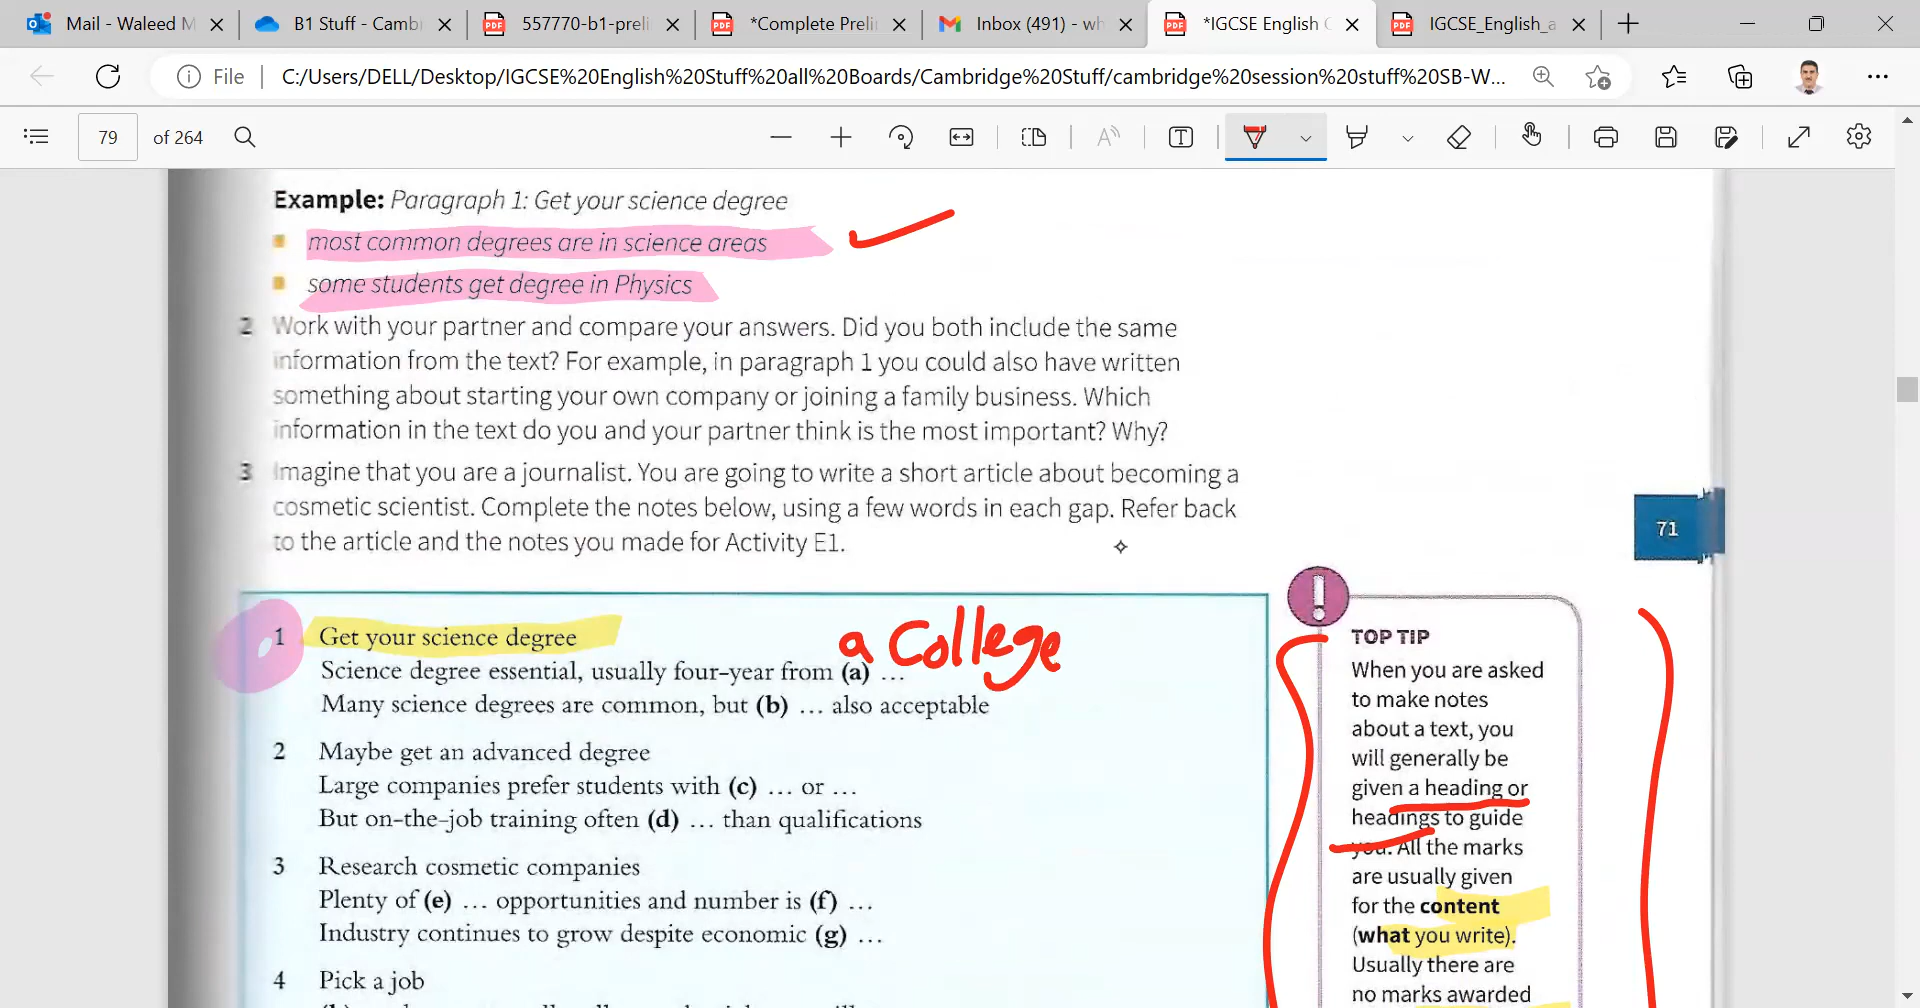 Mail - Waleed M
B1 Stuff - Camb
557770-b1-preli
*Complete Preli
Inbox (491) - wh
*IGCSE English C
IGCSE_English_a
File
C:/Users/DELL/Desktop/IGCSE%20English%20Stuff%20all%20Boards/Cambridge%20Stuff/cambridge%20session%20stuff%20SB-W...
79 of 264
Example: Paragraph 1: Get your science degree
most common degrees are in science areas
some students get degree in Physics
2 Work with your partner and compare your answers. Did you both include the same
information from the text? For example, in paragraph 1 you could also have written
something about starting your own company or joining a family business. Which
information in the text do you and your partner think is the most important? Why?
3 Imagine that you are a journalist. You are going to write a short article about becoming a
cosmetic scientist. Complete the notes below, using a few words in each gap. Refer back
to the article and the notes you made for Activity E1.
71
1 Get your science degree
a College
Science degree essential, usually four-year from (a) ...
Many science degrees are common, but (b) ... also acceptable
2 Maybe get an advanced degree
Large companies prefer students with (c) ... or ...
But on-the-job training often (d) ... than qualifications
3 Research cosmetic companies
Plenty of (e) ... opportunities and number is (f) ...
Industry continues to grow despite economic (g) ...
4 Pick a job
TOP TIP
When you are asked
to make notes
about a text, you
will generally be
given a heading or
headings to guide
you. All the marks
are usually given
for the content
(what you write).
Usually there are
no marks awarded